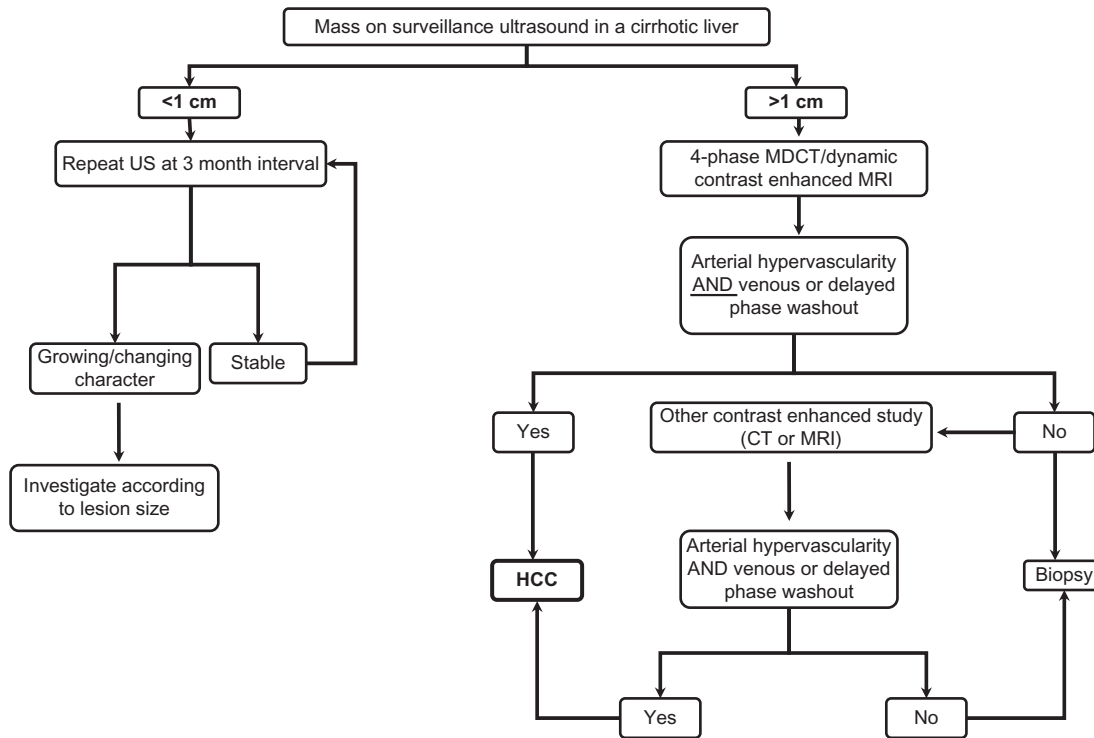 Mass on surveillance ultrasound in a cirrhotic liver
<1 cm
>1 cm
Repeat US at 3 month interval
4-phase MDCT/dynamic
contrast enhanced MRI
Arterial hypervascularity
AND venous or delayed
phase washout
Growing/changing
character
Stable
Yes
Other contrast enhanced study
(CT or MRI)
No
Investigate according
to lesion size
Arterial hypervascularity
AND venous or delayed
phase washout
HCC
Biopsy
Yes
No